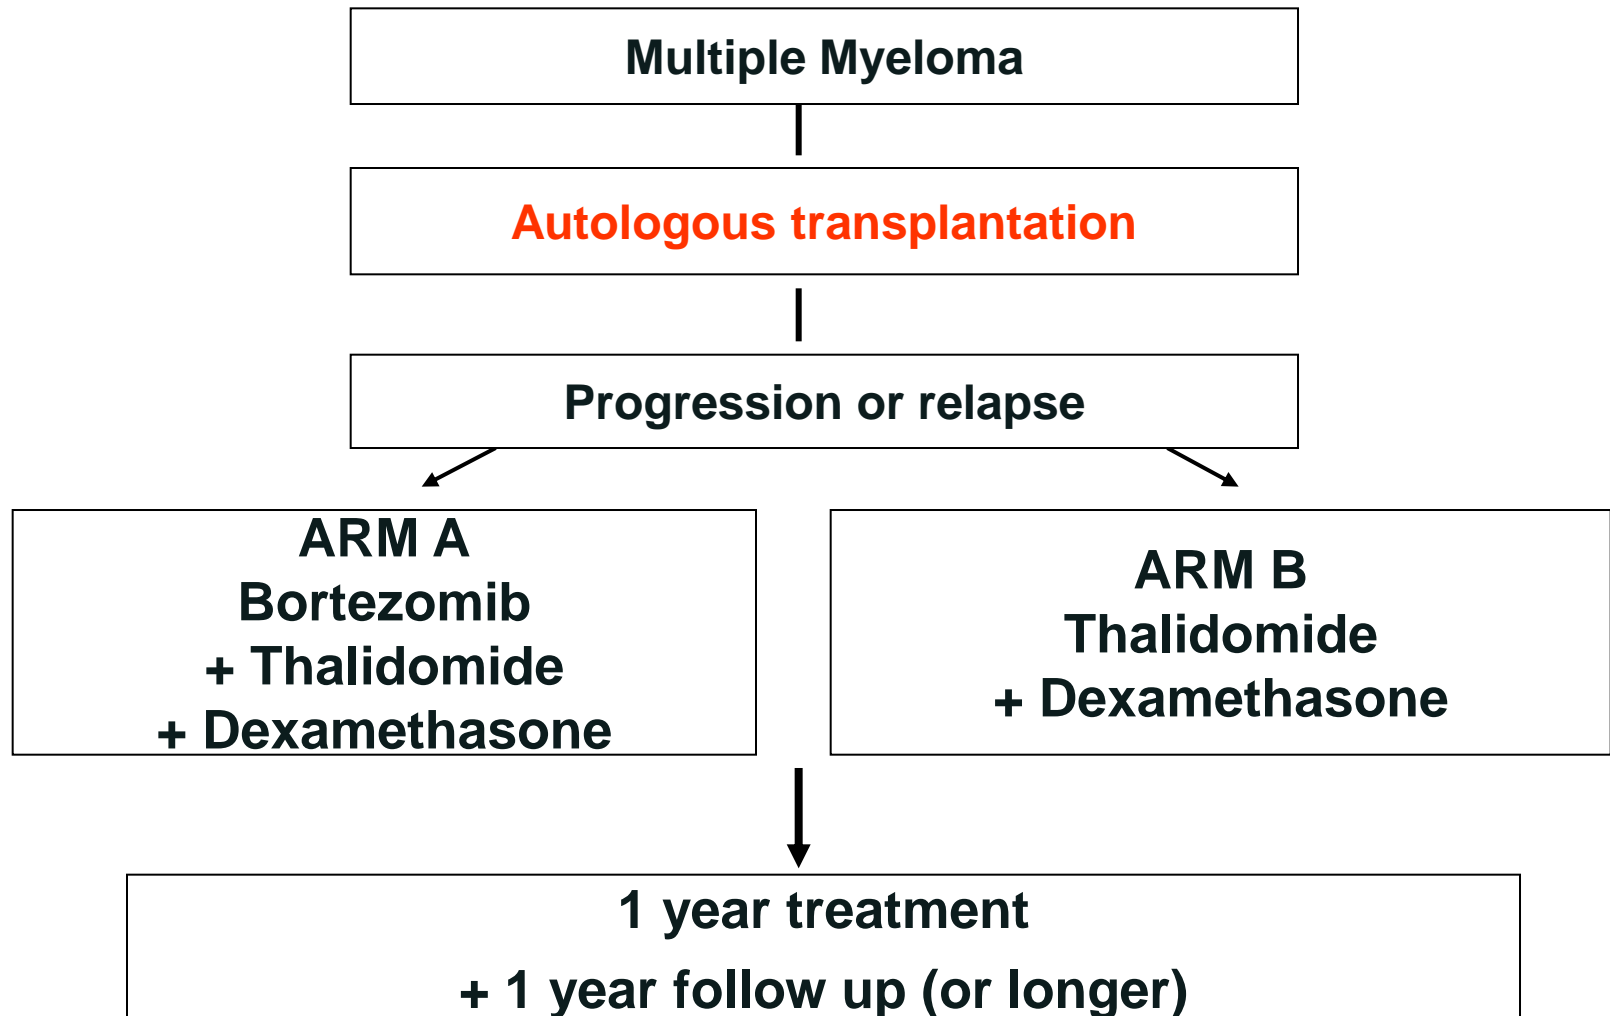 Multiple Myeloma
Autologous transplantation
Progression or relapse
ARM A
Bortezomib
+ Thalidomide
+ Dexamethasone
ARM B
Thalidomide
+ Dexamethasone
1 year treatment
+ 1 year follow up (or longer)